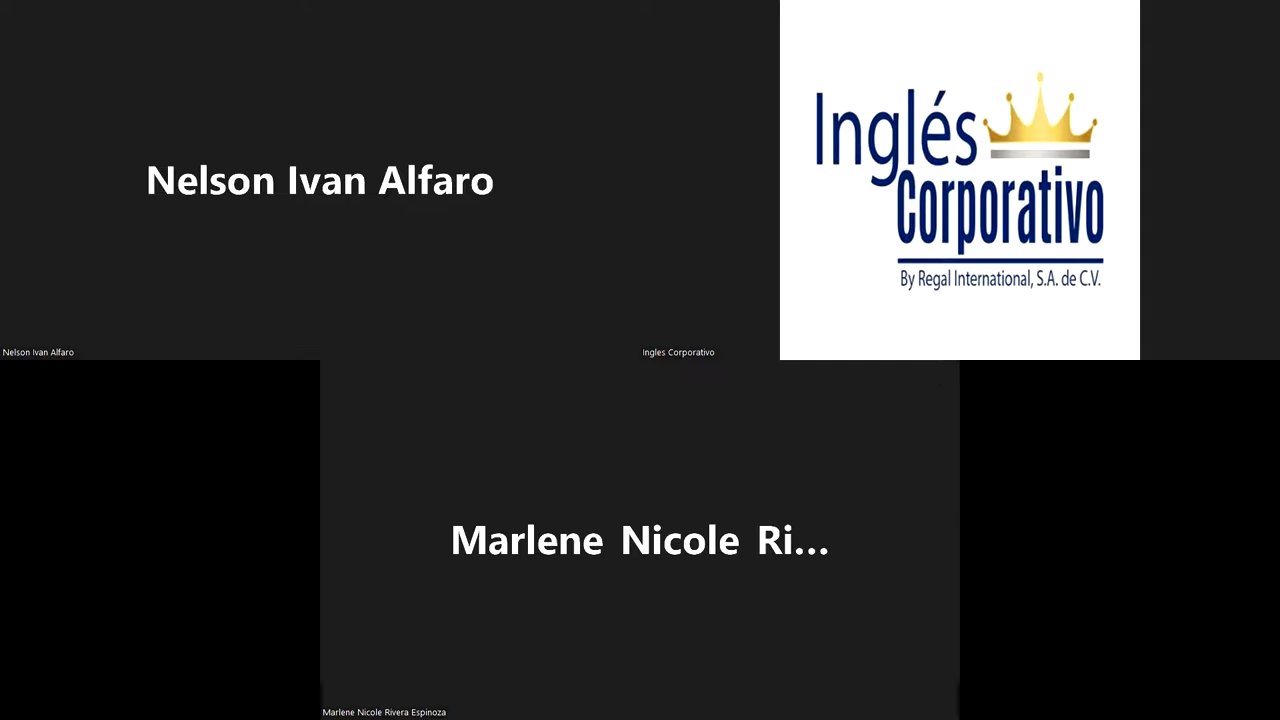 Nelson Ivan Alfaro
Inglés
Corporativo
By Regal International, S.A. de C.V.
Nelson Ivan Alfaro
Ingles Corporativo
Marlene Nicole Ri...
Marlene Nicole Rivera Espinoza